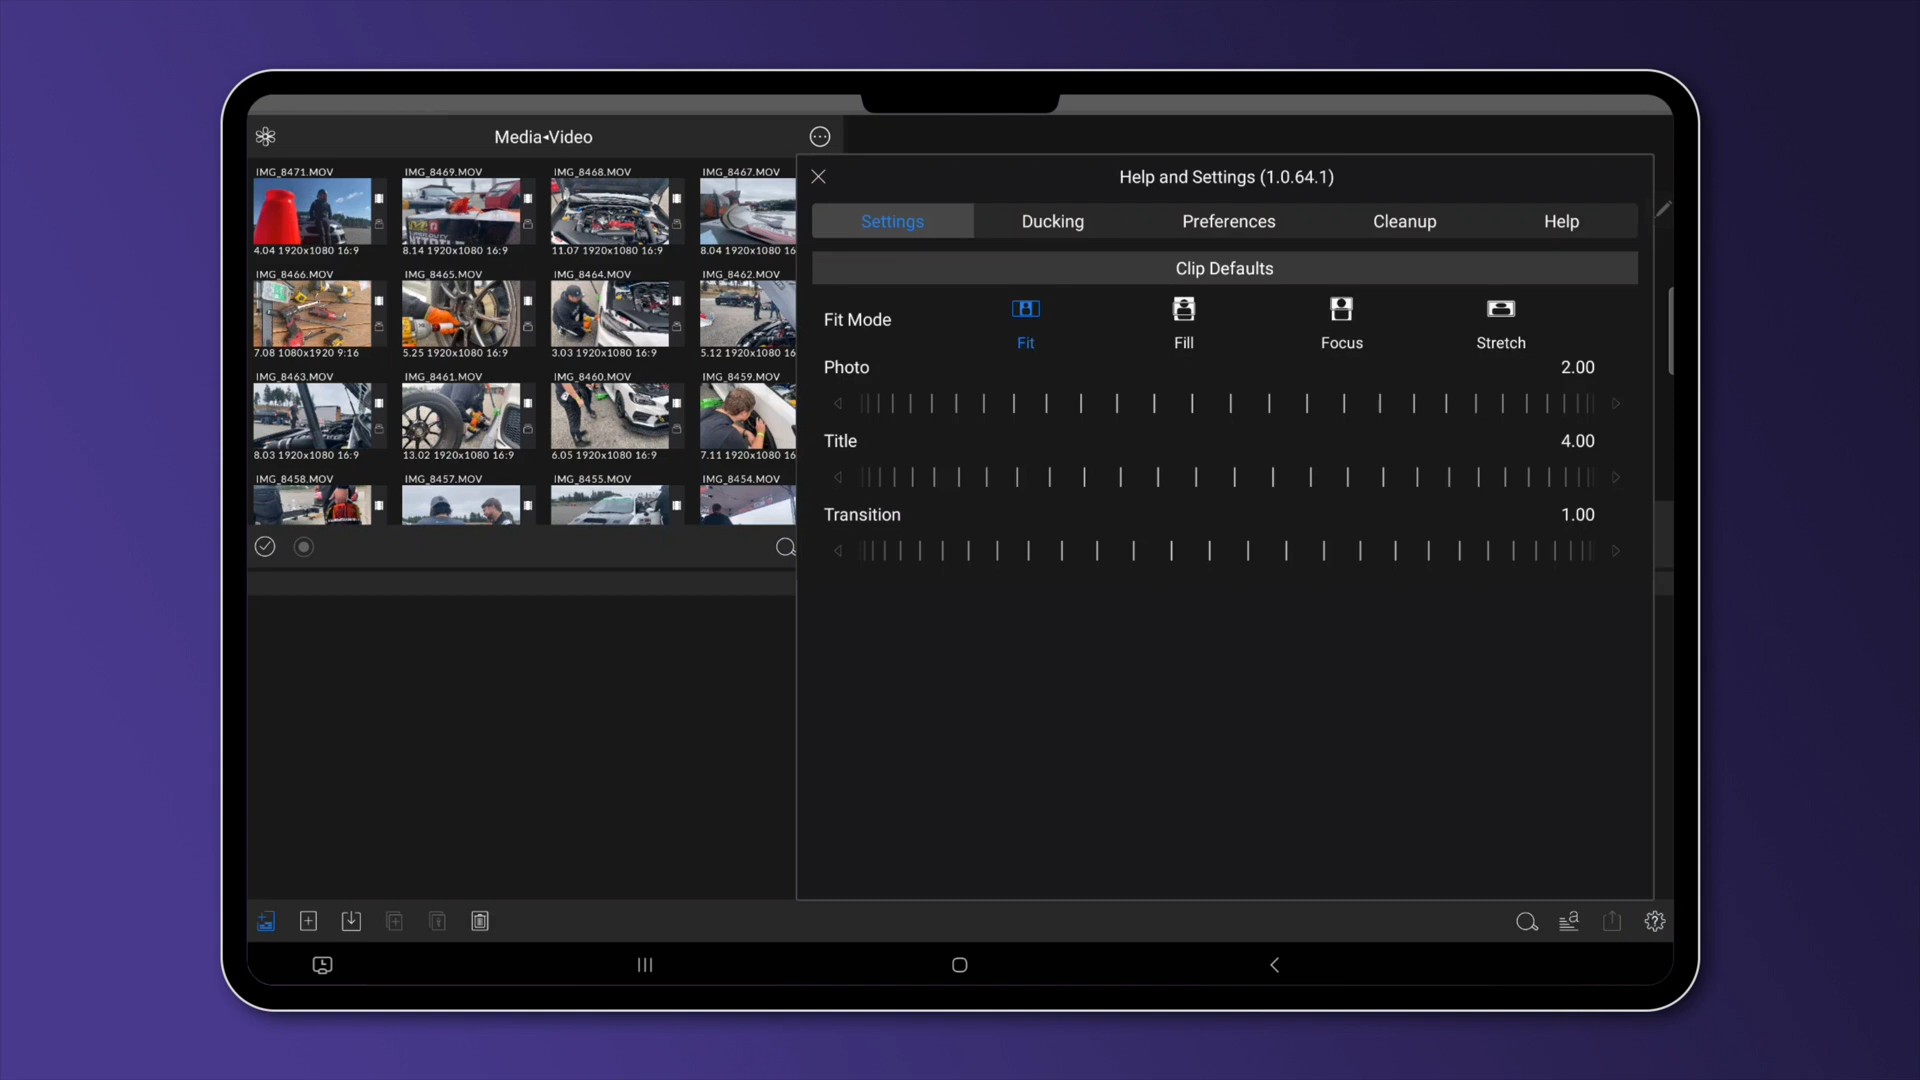 Media◂Video
IMG_8471.MOV
IMG_8469.MOV
IMG_8468.MOV
IMG_8467.MOV
4.04 1920x1080 16:9
8.14 1920x1080 16:9
11.07 1920x1080 16:9
8.04 1920x1080 16
IMG_8466.MOV
IMG_8465.MOV
IMG_8464.MOV
IMG_8462.MOV
7.08 1080x1920 9:16
5.25 1920x1080 16:9
3.03 1920x1080 16:9
5.12 1920x1080 16
IMG_8463.MOV
IMG_8461.MOV
IMG_8460.MOV
IMG_8459.MOV
8.03 1920x1080 16:9
13.02 1920x1080 16:9
6.05 1920x1080 16:9
7.11 1920x1080 16
IMG_8458.MOV
IMG_8457.MOV
IMG_8455.MOV
IMG_8454.MOV
Help and Settings (1.0.64.1)
Settings
Ducking
Preferences
Cleanup
Help
Clip Defaults
Fit Mode
Fit
Fill
Focus
Stretch
Photo
2.00
Title
4.00
Transition
1.00